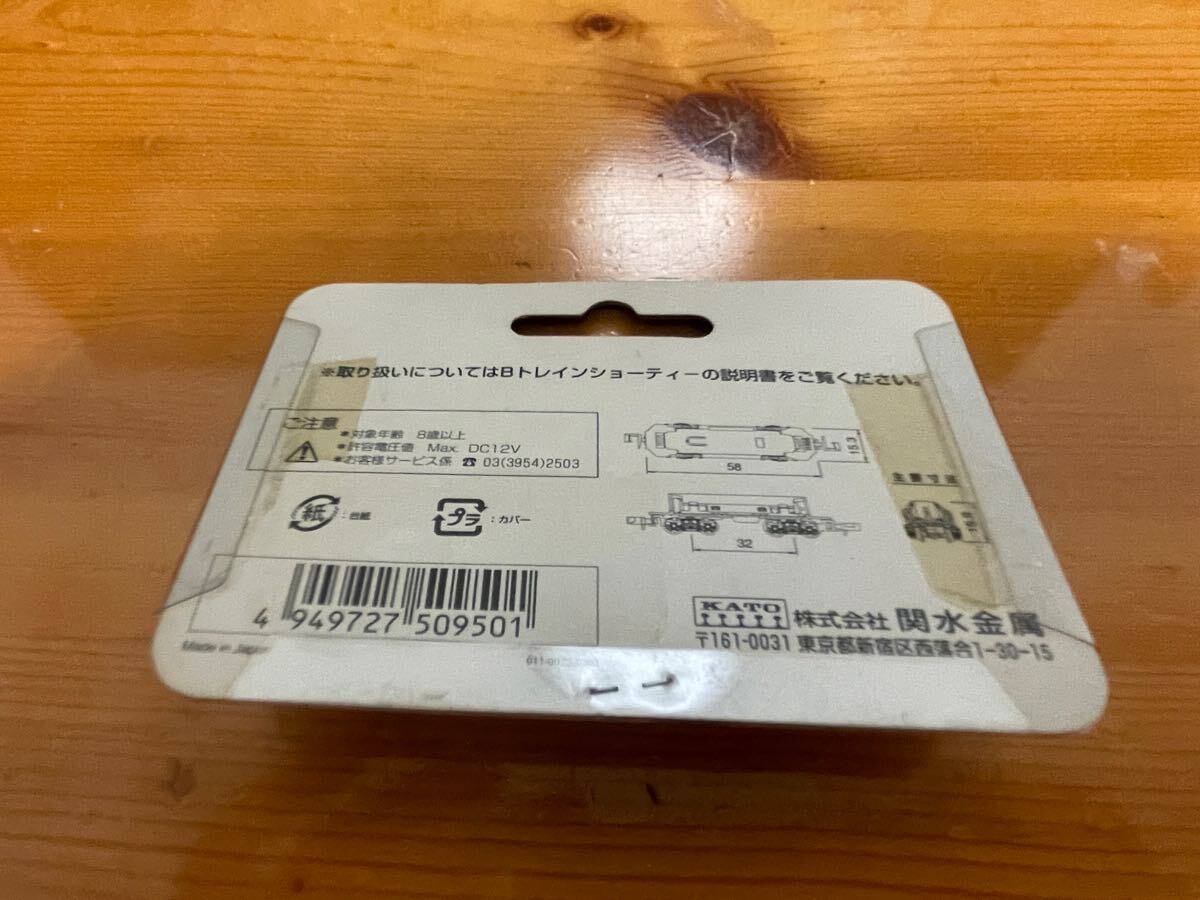 ※取り扱いについてはBトレインショーティーの説明書をご覧ください。
ご注意
●対象年齢 8歳以上
●許容電圧値 Max. DC12V
●お客様サービス係 ☎ 03(3954)2503
紙 :台紙
プラ :カバー
4 949727 509501
Made in Japan
58
15.3
32
主要寸法
KATO 株式会社 関水金属
〒161-0031 東京都新宿区西落合1-30-15